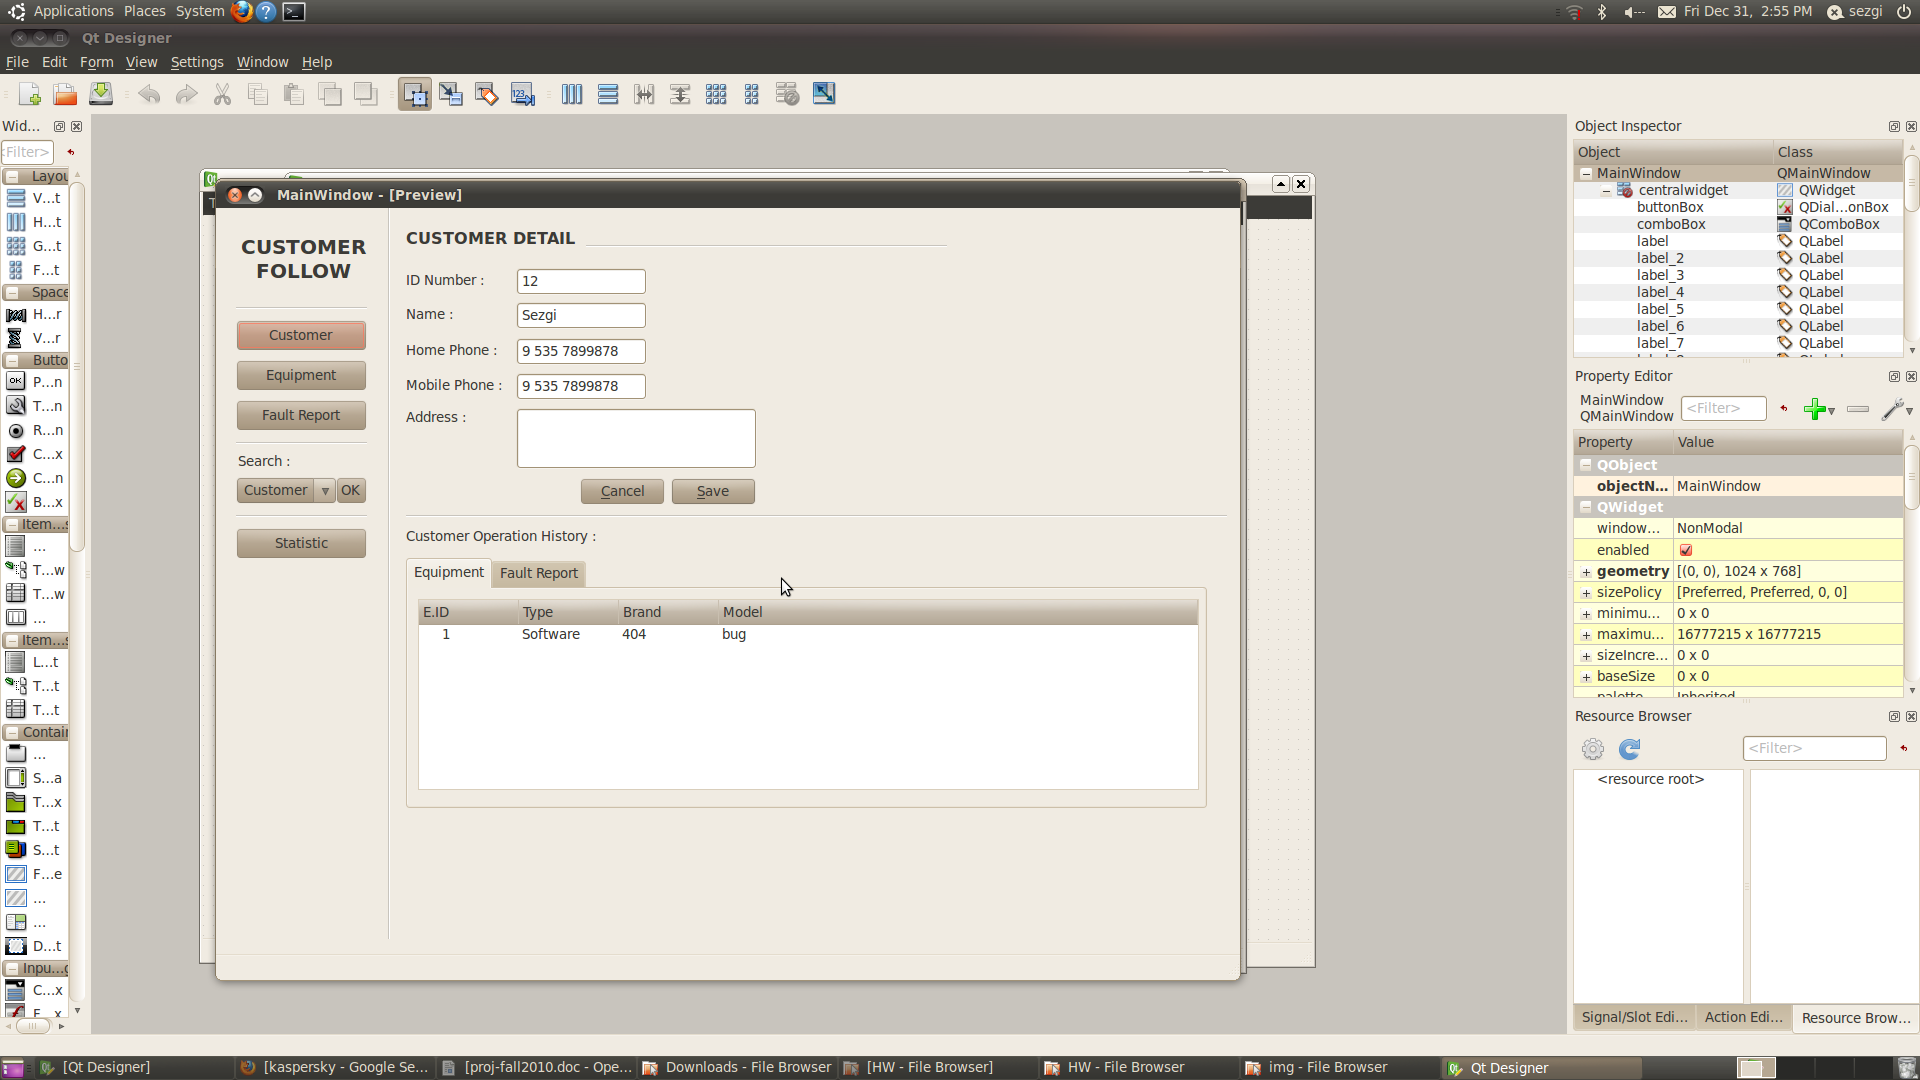 Applications Places System
Fri Dec 31, 2:55 PM sezgi
Qt Designer
File Edit Form View Settings Window Help
Wid...
<Filter>
Layou
V...t
H...t
G...t
F...t
Space
H...r
V...r
Butto
P...n
T...n
R...n
C...x
C...n
B...x
Item...s
...
T...w
T...w
...
Item...s
L...t
T...t
T...t
Contai
...
S...a
T...x
T...t
S...t
F...e
...
...
D...t
Inpu...
C...x
F...x
MainWindow - [Preview]
CUSTOMER
FOLLOW
Customer
Equipment
Fault Report
Search :
Customer OK
Statistic
CUSTOMER DETAIL
ID Number : 12
Name : Sezgi
Home Phone : 9 535 7899878
Mobile Phone : 9 535 7899878
Address :
Cancel Save
Customer Operation History :
Equipment Fault Report
E.ID Type Brand Model
1 Software 404 bug
Object Inspector
Object Class
MainWindow QMainWindow
centralwidget QWidget
buttonBox QDial...onBox
comboBox QComboBox
label QLabel
label_2 QLabel
label_3 QLabel
label_4 QLabel
label_5 QLabel
label_6 QLabel
label_7 QLabel
Property Editor
MainWindow
QMainWindow
<Filter>
Property Value
QObject
objectN... MainWindow
QWidget
window... NonModal
enabled
geometry [(0, 0), 1024 x 768]
sizePolicy [Preferred, Preferred, 0, 0]
minimu... 0 x 0
maximu... 16777215 x 16777215
sizeIncre... 0 x 0
baseSize 0 x 0
palette Inherited
Resource Browser
<Filter>
<resource root>
Signal/Slot Edi... Action Edi... Resource Brow...
[Qt Designer] [kaspersky - Google Se... [proj-fall2010.doc - Ope... Downloads - File Browser [HW - File Browser] HW - File Browser img - File Browser Qt Designer